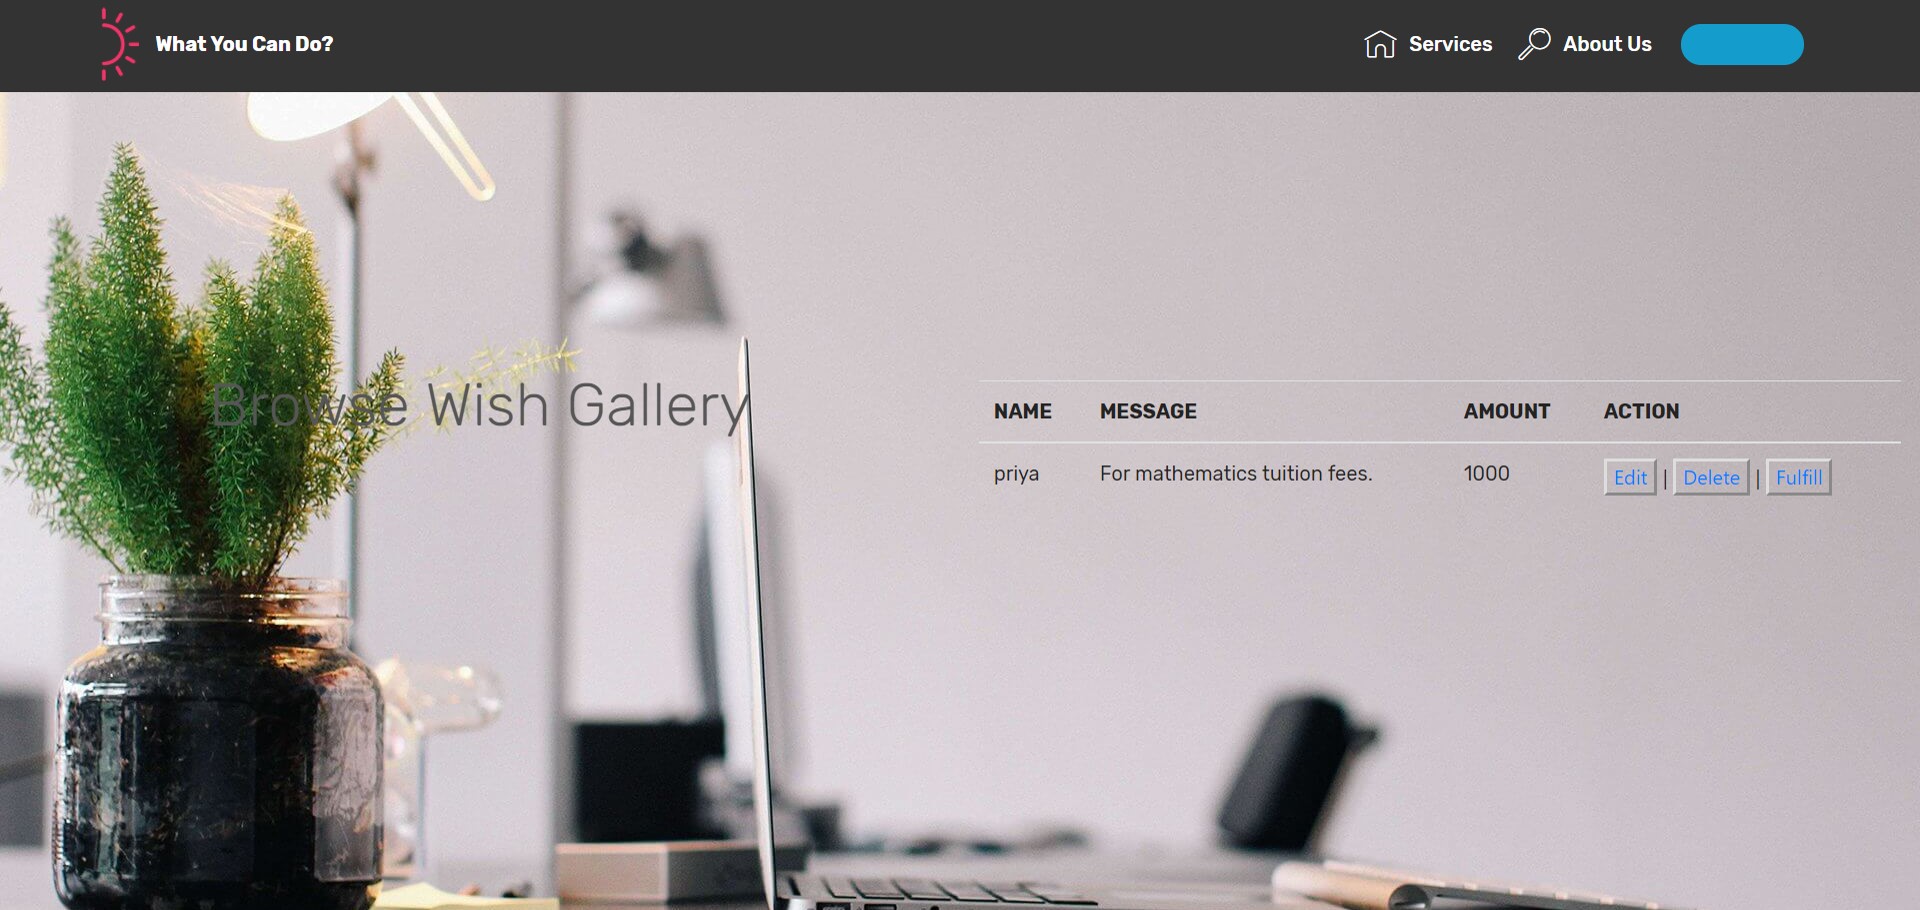 What You Can Do?
Services
About Us
Browse Wish Gallery
NAME MESSAGE AMOUNT ACTION
priya For mathematics tuition fees. 1000 Edit | Delete | Fulfill